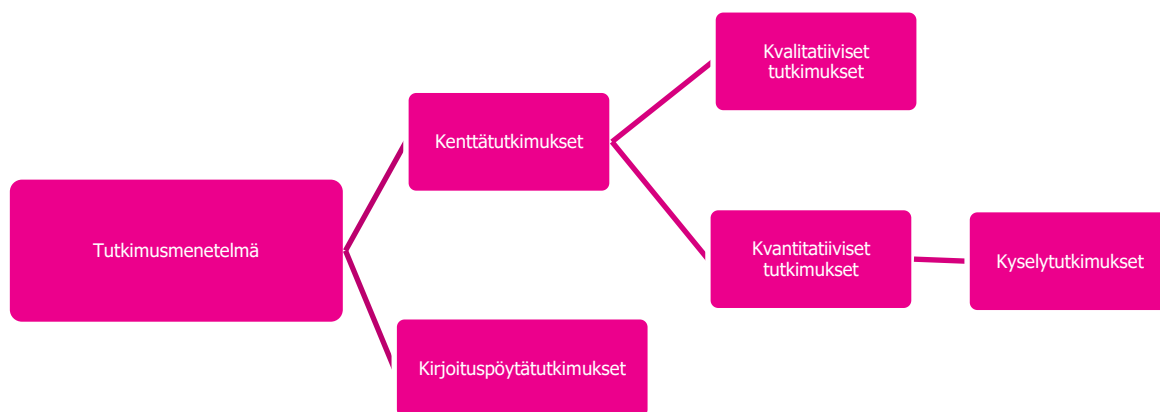 Kvalitatiiviset
tutkimukset
Kenttätutkimukset
Tutkimusmenetelmä
Kvantitatiiviset
tutkimukset
Kyselytutkimukset
Kirjoituspöytätutkimukset